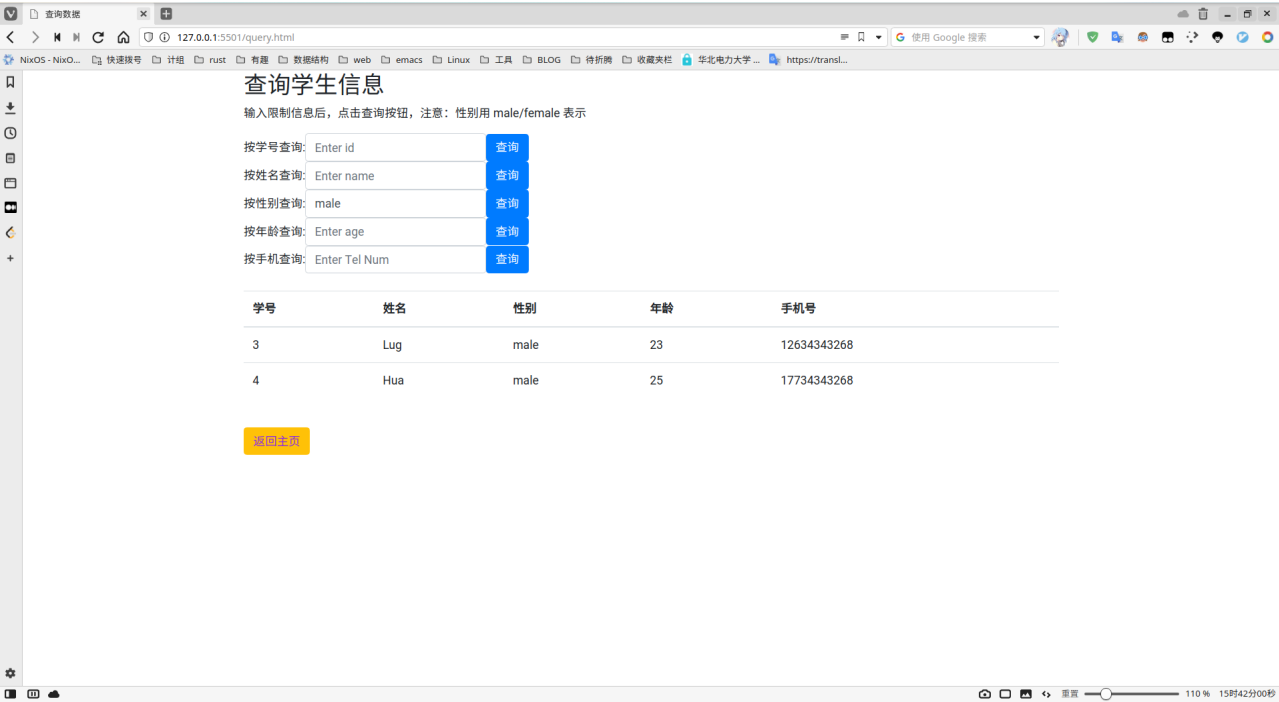 查询数据
127.0.0.1:5501/query.html
使用 Google 搜索
NixOS - NixO... 快速拨号 计组 rust 有趣 数据结构 web emacs Linux 工具 BLOG 待折腾 收藏夹栏 华北电力大学 ... https://transl...
查询学生信息
输入限制信息后，点击查询按钮，注意：性别用 male/female 表示
按学号查询: Enter id 查询
按姓名查询: Enter name 查询
按性别查询: male 查询
按年龄查询: Enter age 查询
按手机查询: Enter Tel Num 查询
学号 姓名 性别 年龄 手机号
3 Lug male 23 12634343268
4 Hua male 25 17734343268
返回主页
重置 110 % 15时42分00秒